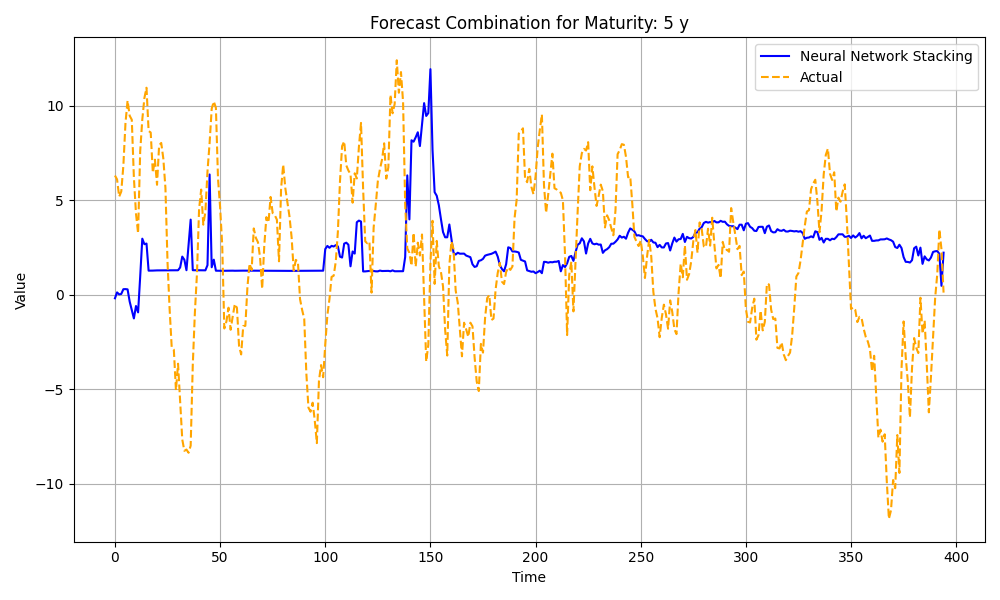 Forecast Combination for Maturity: 5 y
Neural Network Stacking
Actual
Value
10
5
0
−5
−10
0
50
100
150
200
250
300
350
400
Time